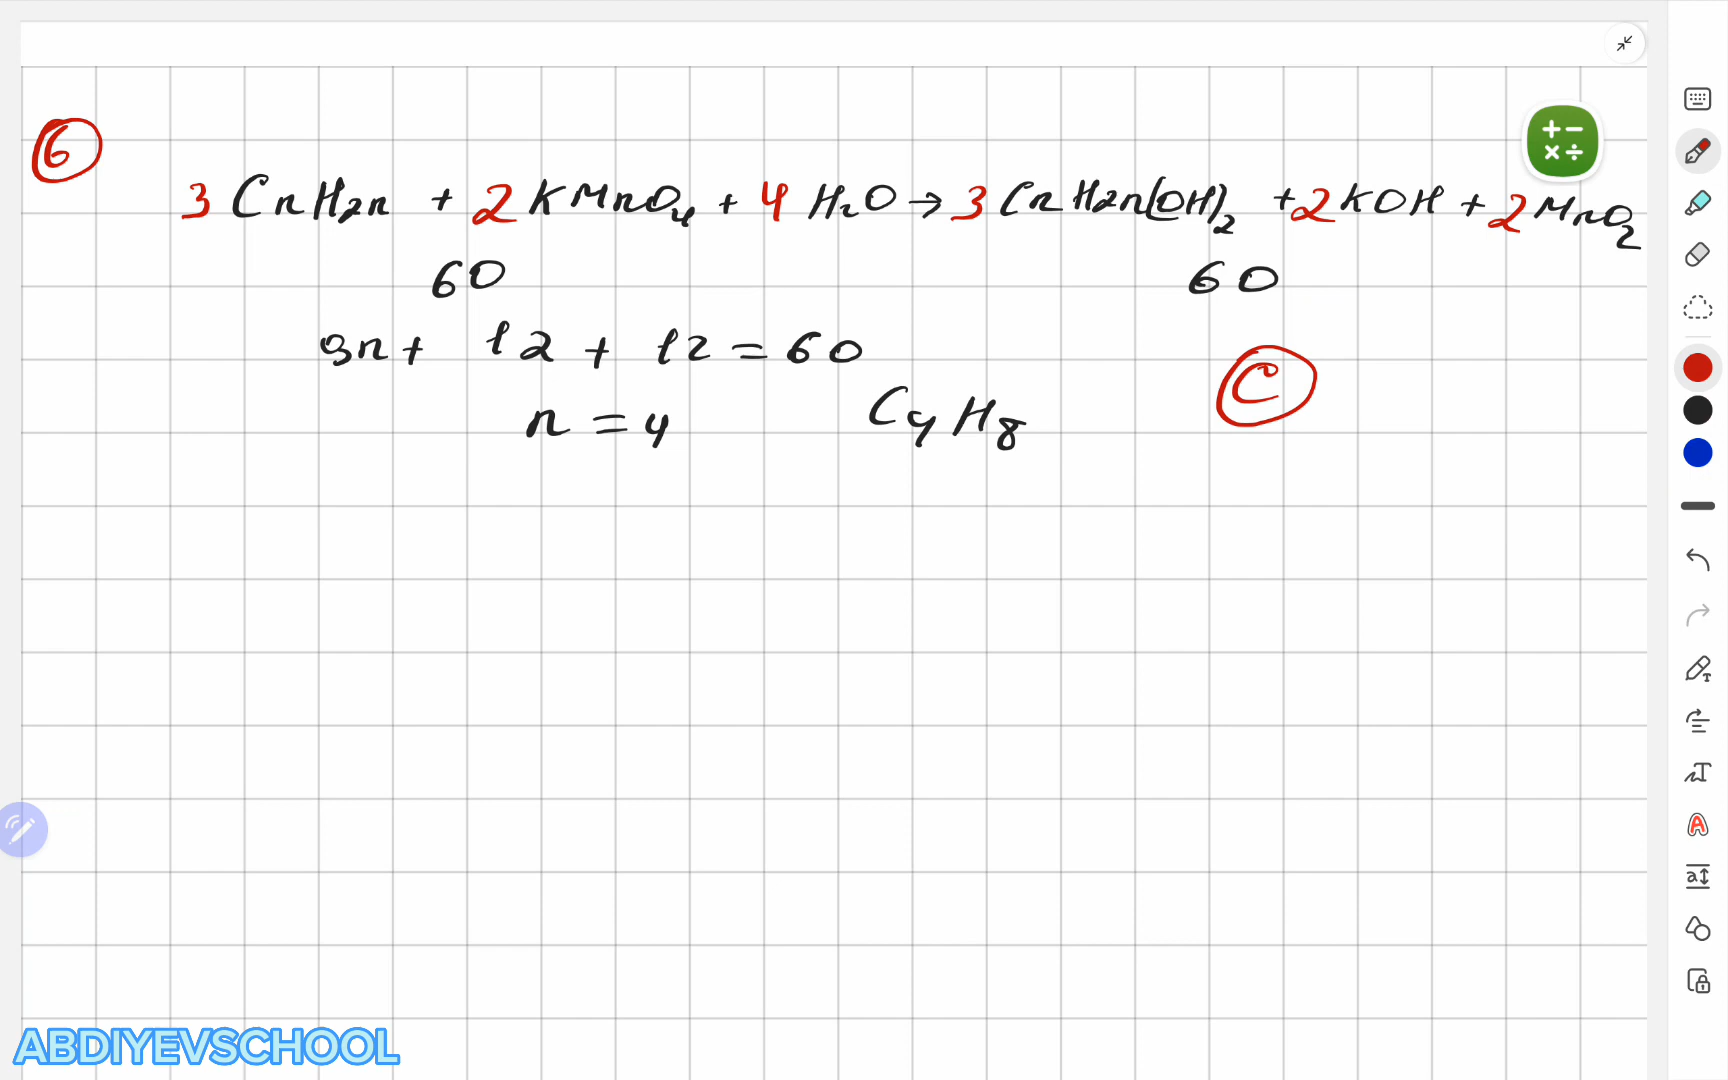 6
3 CnH2n + 2 KMnO4 + 4 H2O → 3 CnH2n(OH)2 + 2 KOH + 2 MnO2
60 60
9n + 12 + 12 = 60
n = 4 C4H8
C
ABDIYEVSCHOOL